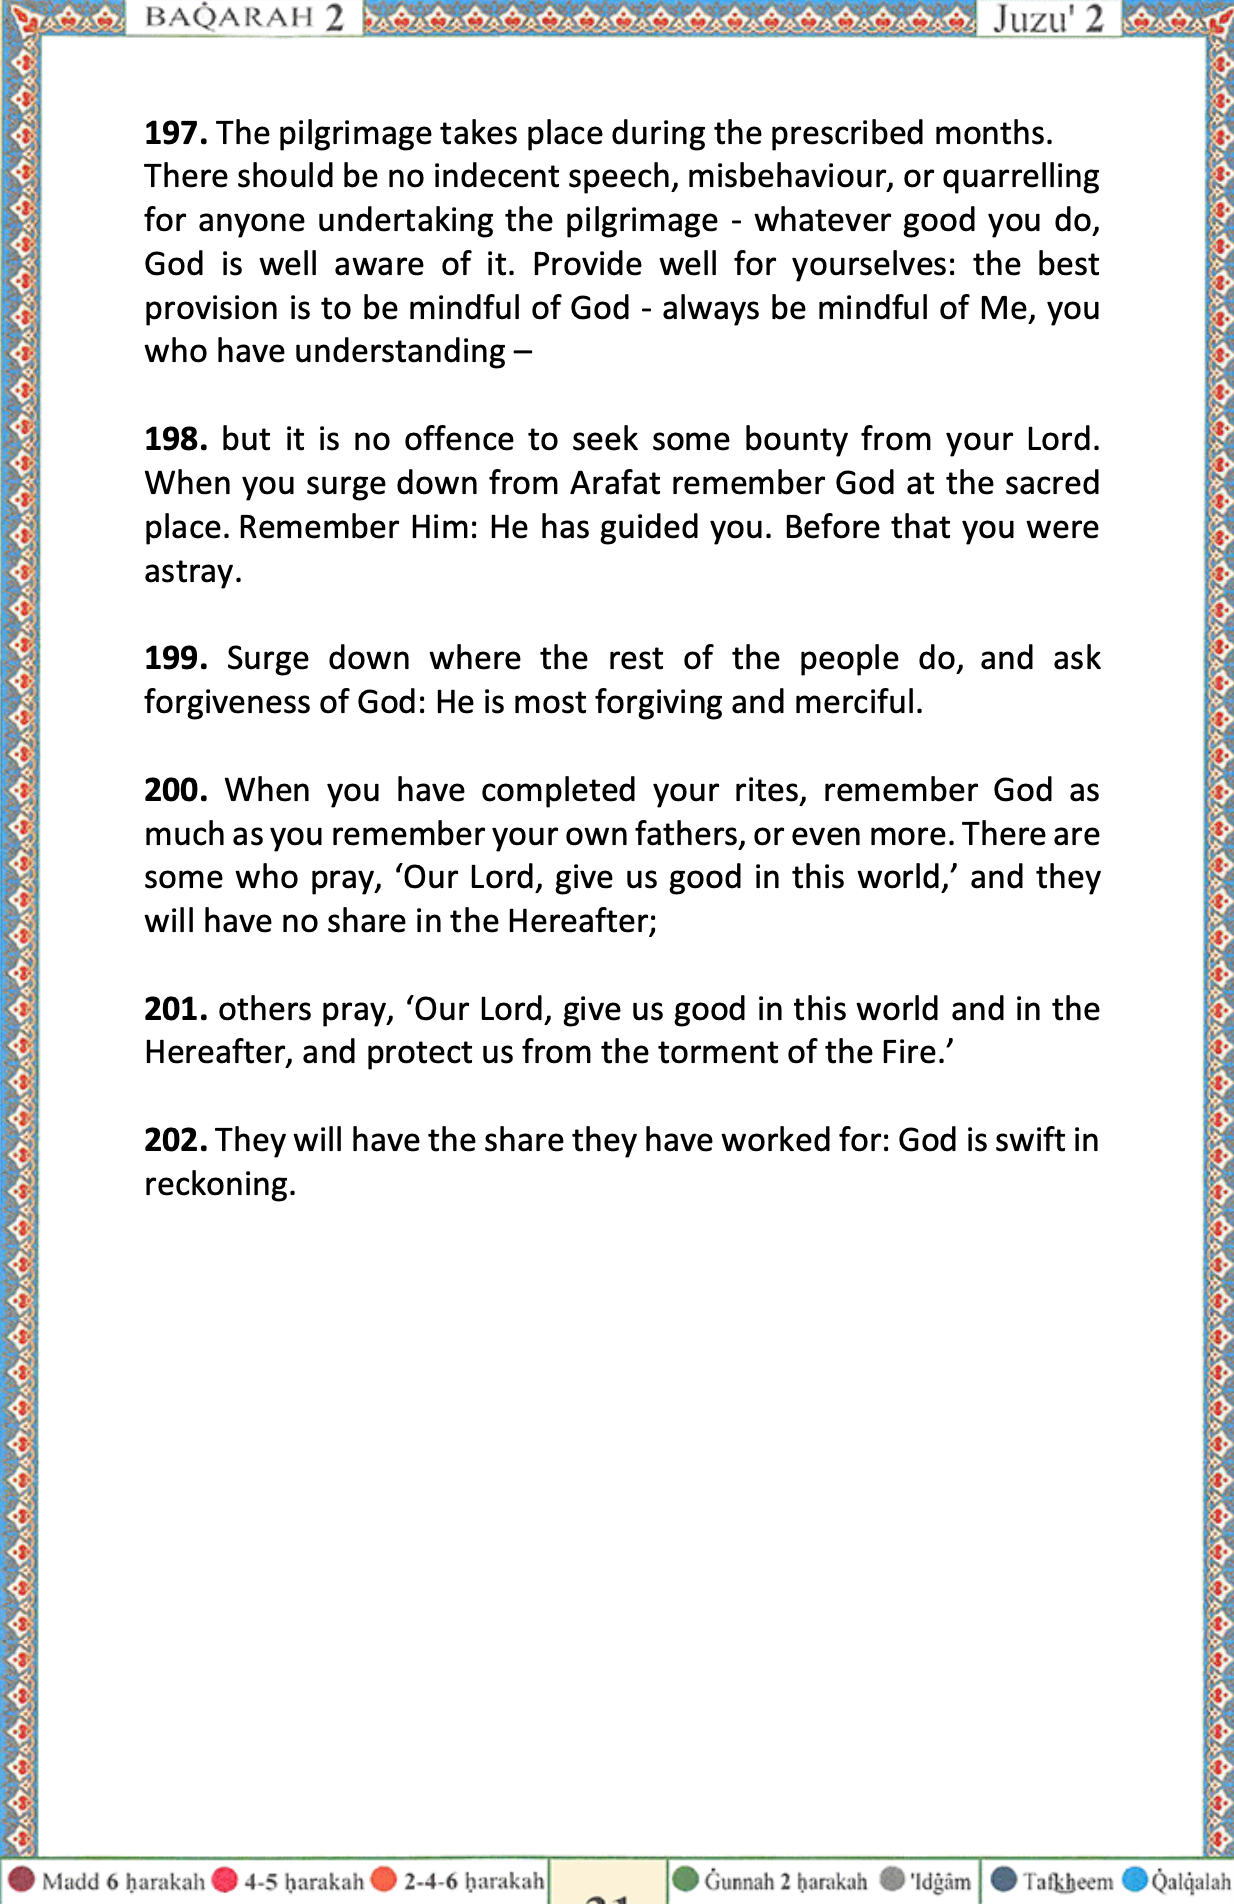 BAQ̇ARAH 2
Juzu' 2
197. The pilgrimage takes place during the prescribed months.
There should be no indecent speech, misbehaviour, or quarrelling
for anyone undertaking the pilgrimage - whatever good you do,
God is well aware of it. Provide well for yourselves: the best
provision is to be mindful of God - always be mindful of Me, you
who have understanding –
198. but it is no offence to seek some bounty from your Lord.
When you surge down from Arafat remember God at the sacred
place. Remember Him: He has guided you. Before that you were
astray.
199. Surge down where the rest of the people do, and ask
forgiveness of God: He is most forgiving and merciful.
200. When you have completed your rites, remember God as
much as you remember your own fathers, or even more. There are
some who pray, ‘Our Lord, give us good in this world,’ and they
will have no share in the Hereafter;
201. others pray, ‘Our Lord, give us good in this world and in the
Hereafter, and protect us from the torment of the Fire.’
202. They will have the share they have worked for: God is swift in
reckoning.
Madd 6 ḥarakah 4-5 ḥarakah 2-4-6 ḥarakah
Ġunnah 2 ḥarakah 'Idġâm Tafk͟heem Q̇alq̇alah